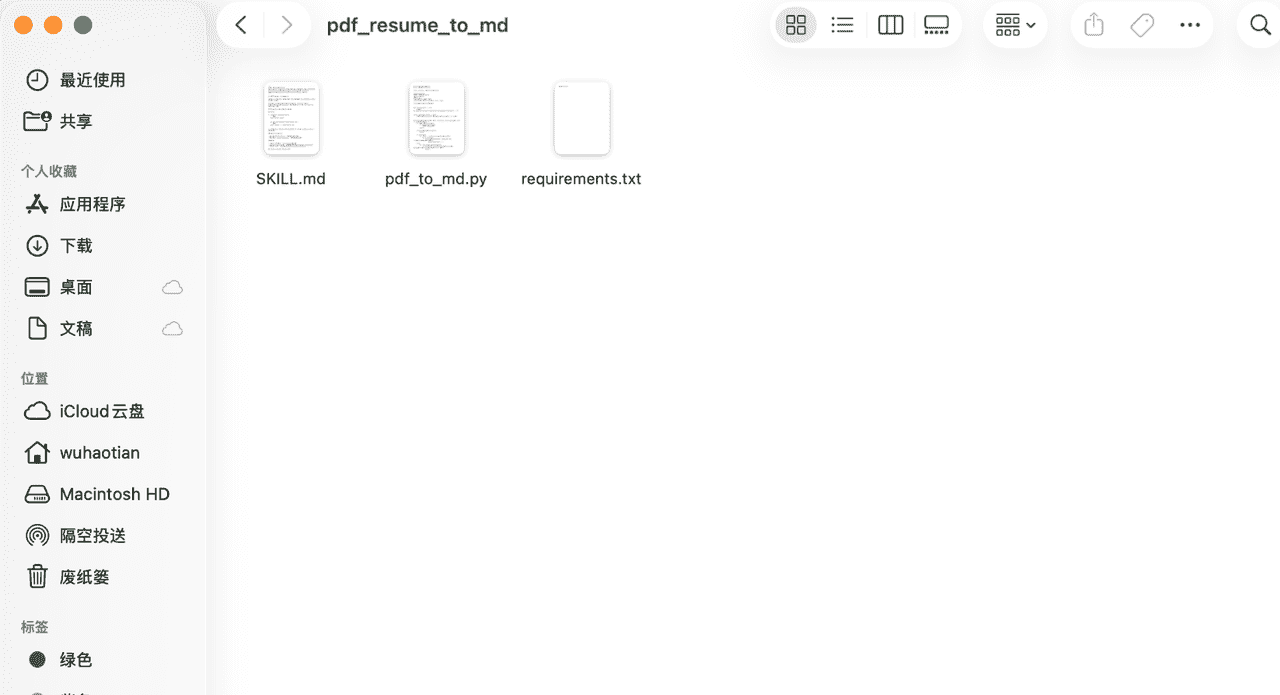 pdf_resume_to_md
最近使用
共享
个人收藏
应用程序
下载
桌面
文稿
位置
iCloud云盘
wuhaotian
Macintosh HD
隔空投送
废纸篓
标签
绿色
SKILL.md
pdf_to_md.py
requirements.txt